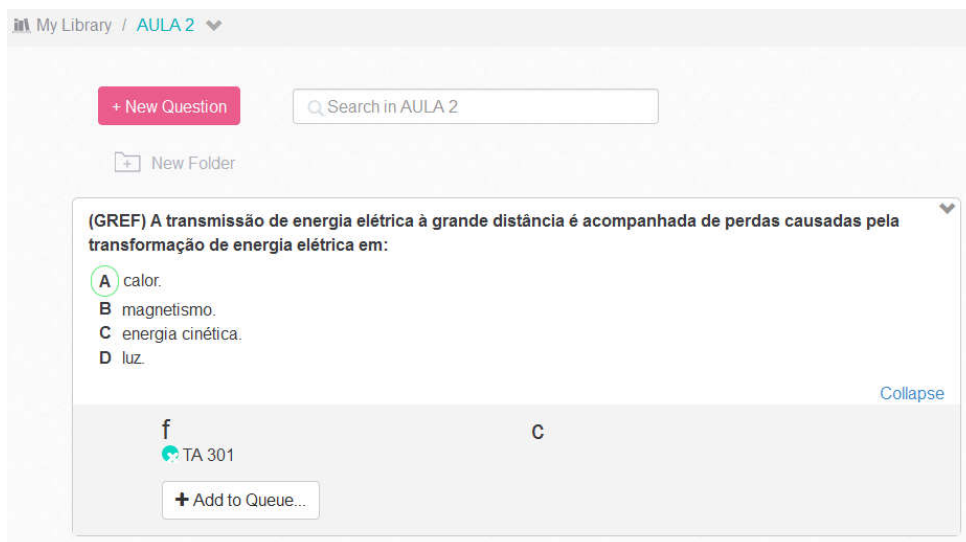 My Library / AULA 2
+ New Question
Search in AULA 2
New Folder
(GREF) A transmissão de energia elétrica à grande distância é acompanhada de perdas causadas pela
transformação de energia elétrica em:
A calor.
B magnetismo.
C energia cinética.
D luz.
Collapse
f c
TA 301
+ Add to Queue...